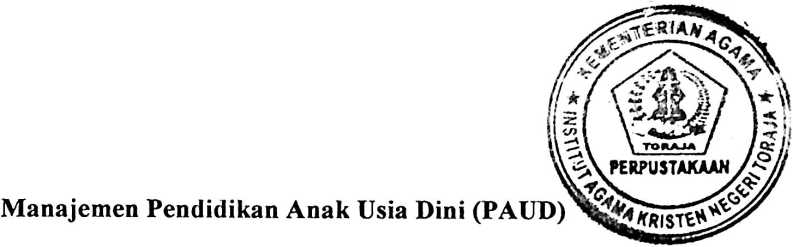 KEMENTERIAN AGAMA
TORAJA
PERPUSTAKAAN
INSTITUT AGAMA KRISTEN NEGERI TORAJA
Manajemen Pendidikan Anak Usia Dini (PAUD)